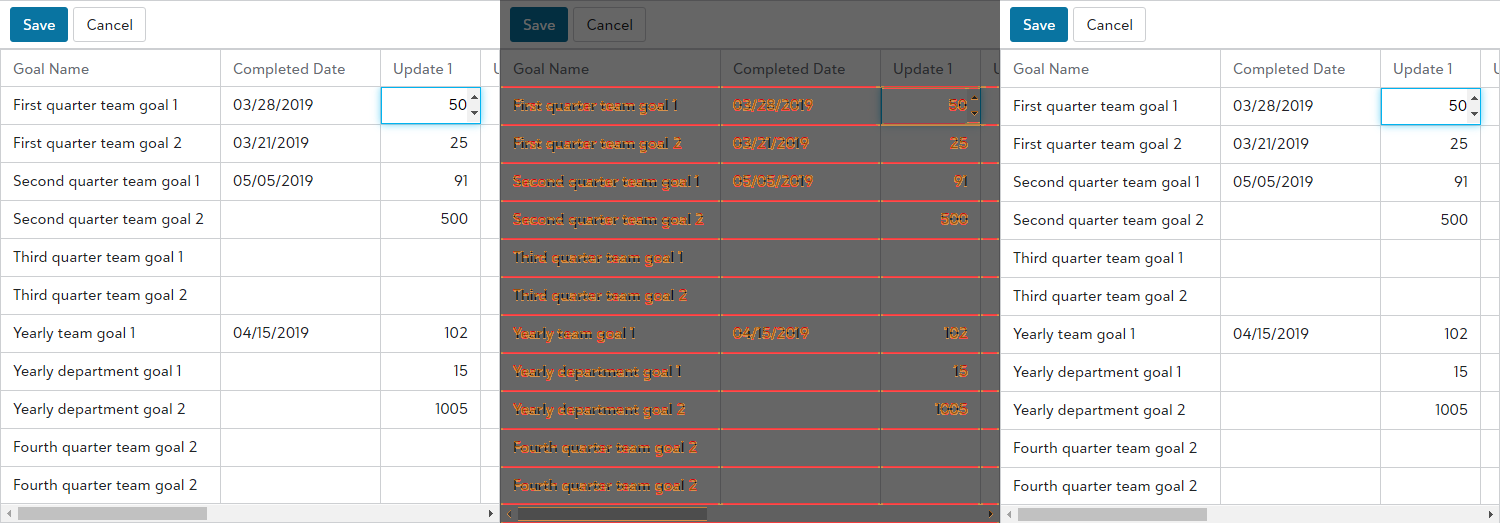 Save Cancel
Goal Name Completed Date Update 1 U
First quarter team goal 1 03/28/2019 50
First quarter team goal 2 03/21/2019 25
Second quarter team goal 1 05/05/2019 91
Second quarter team goal 2 500
Third quarter team goal 1
Third quarter team goal 2
Yearly team goal 1 04/15/2019 102
Yearly department goal 1 15
Yearly department goal 2 1005
Fourth quarter team goal 2
Fourth quarter team goal 2
Save Cancel
Goal Name Completed Date Update 1 U
First quarter team goal 1 03/28/2019 50
First quarter team goal 2 03/21/2019 25
Second quarter team goal 1 05/05/2019 91
Second quarter team goal 2 500
Third quarter team goal 1
Third quarter team goal 2
Yearly team goal 1 04/15/2019 102
Yearly department goal 1 15
Yearly department goal 2 1005
Fourth quarter team goal 2
Fourth quarter team goal 2
Save Cancel
Goal Name Completed Date Update 1 U
First quarter team goal 1 03/28/2019 50
First quarter team goal 2 03/21/2019 25
Second quarter team goal 1 05/05/2019 91
Second quarter team goal 2 500
Third quarter team goal 1
Third quarter team goal 2
Yearly team goal 1 04/15/2019 102
Yearly department goal 1 15
Yearly department goal 2 1005
Fourth quarter team goal 2
Fourth quarter team goal 2